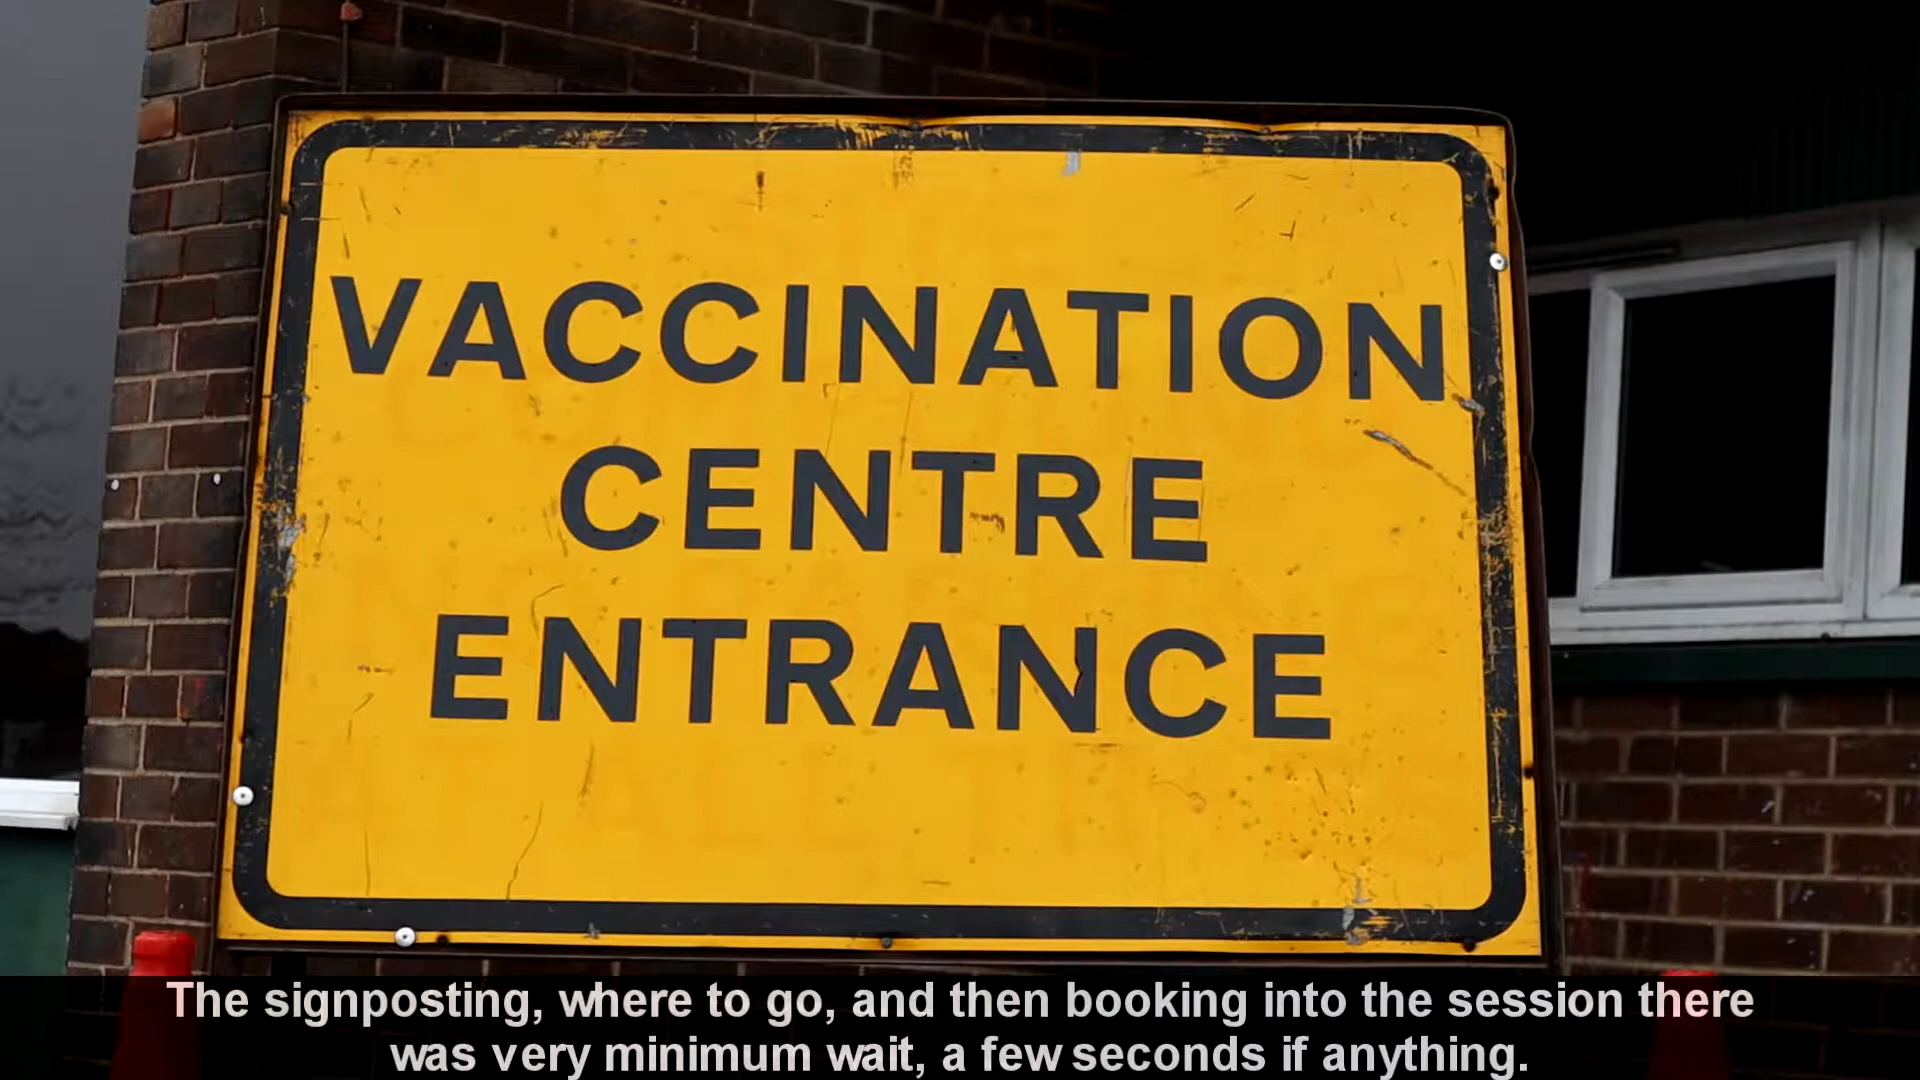 VACCINATION
CENTRE
ENTRANCE
The signposting, where to go, and then booking into the session there
was very minimum wait, a few seconds if anything.